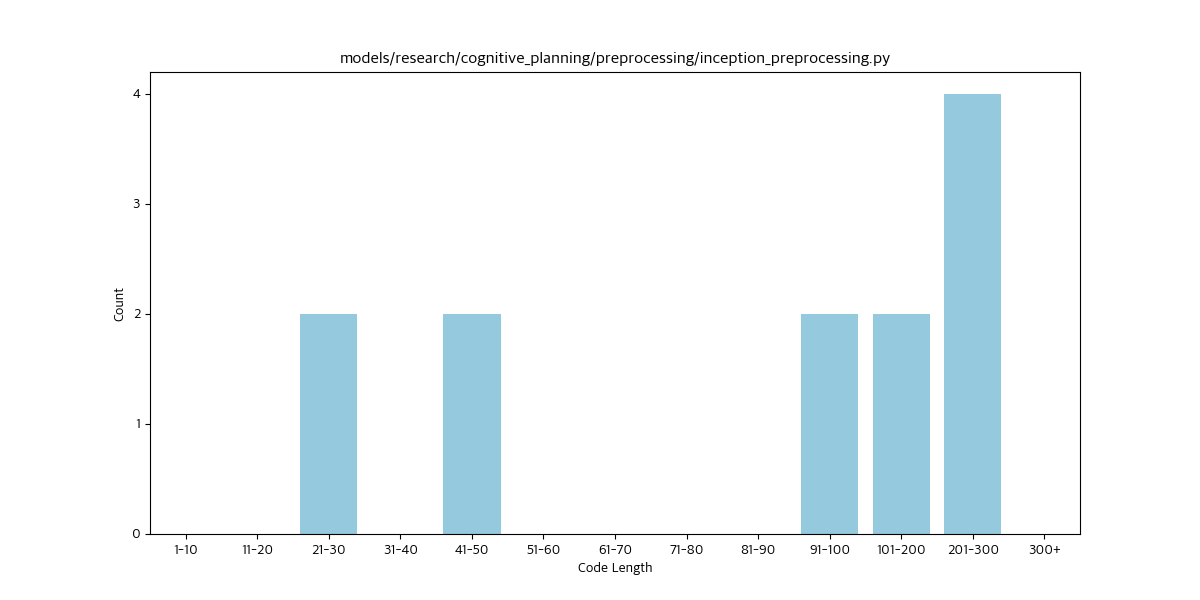 models/research/cognitive_planning/preprocessing/inception_preprocessing.py
4
3
2
1
0
Count
1-10 11-20 21-30 31-40 41-50 51-60 61-70 71-80 81-90 91-100 101-200 201-300 300+
Code Length